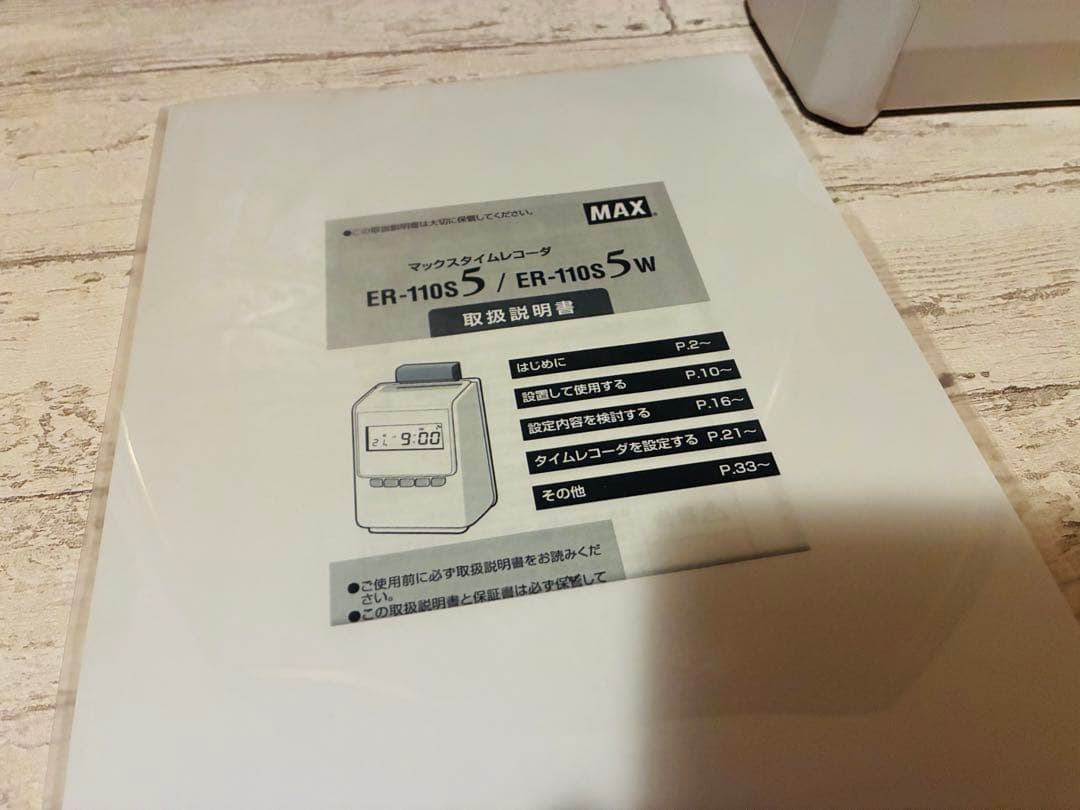 ●この取扱説明書は大切に保管してください。
MAX
マックスタイムレコーダ
ER-110S5 / ER-110S5W
取扱説明書
はじめに P.2～
設置して使用する P.10～
設定内容を検討する P.16～
タイムレコーダを設定する P.21～
その他 P.33～
9:00
●ご使用前に必ず取扱説明書をお読みくだ
さい。
●この取扱説明書と保証書は必ず保管して